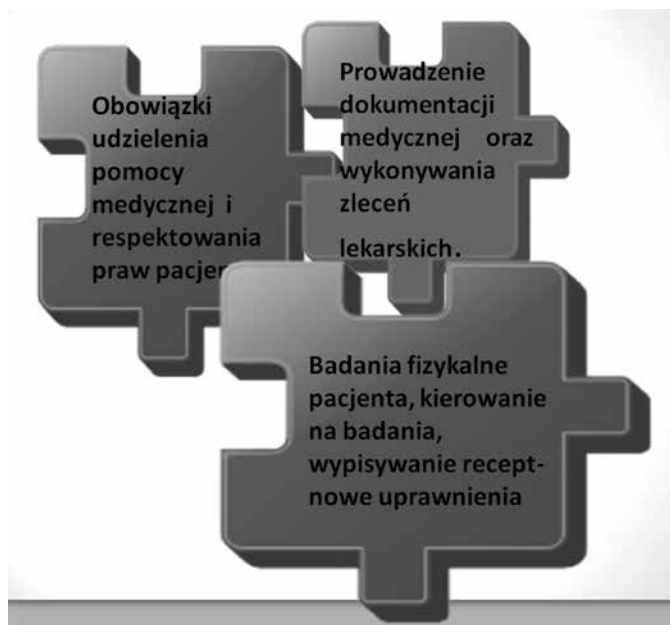 Obowiązki
udzielenia
pomocy
medycznej i
respektowania
praw
Prowadzenie
dokumentacji
medycznej oraz
wykonywania
zleceń
lekarskich.
Badania fizykalne
pacjenta, kierowanie
na badania,
wypisywanie recept-
nowe uprawnienia